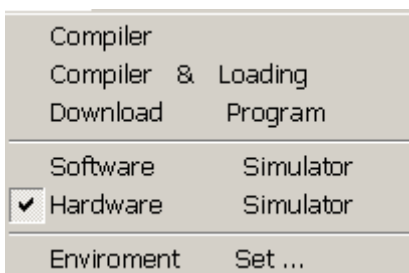 Compiler
Compiler & Loading
Download Program
Software Simulator
Hardware Simulator
Enviroment Set ...